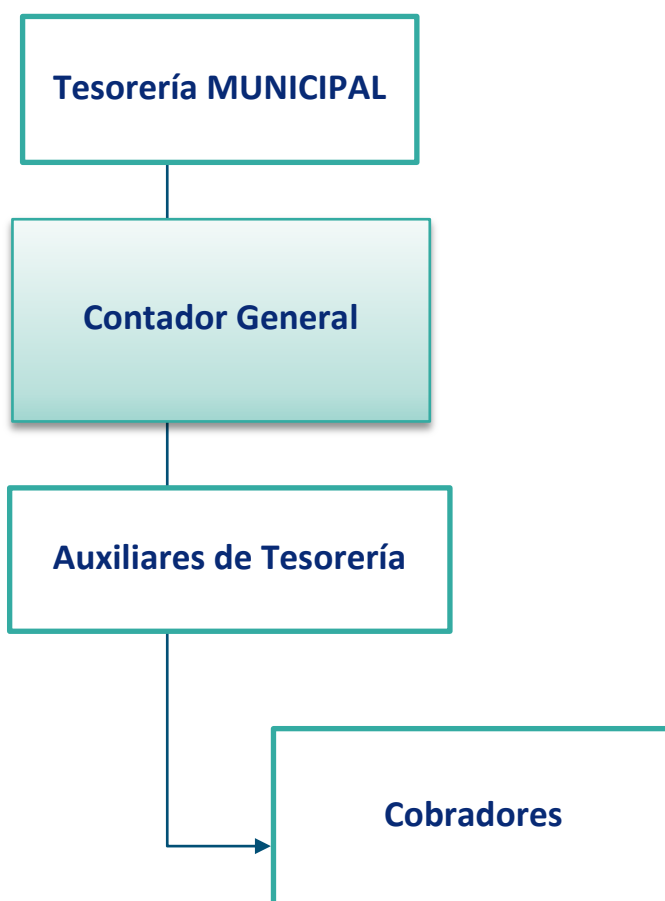 Tesorería MUNICIPAL
Contador General
Auxiliares de Tesorería
Cobradores